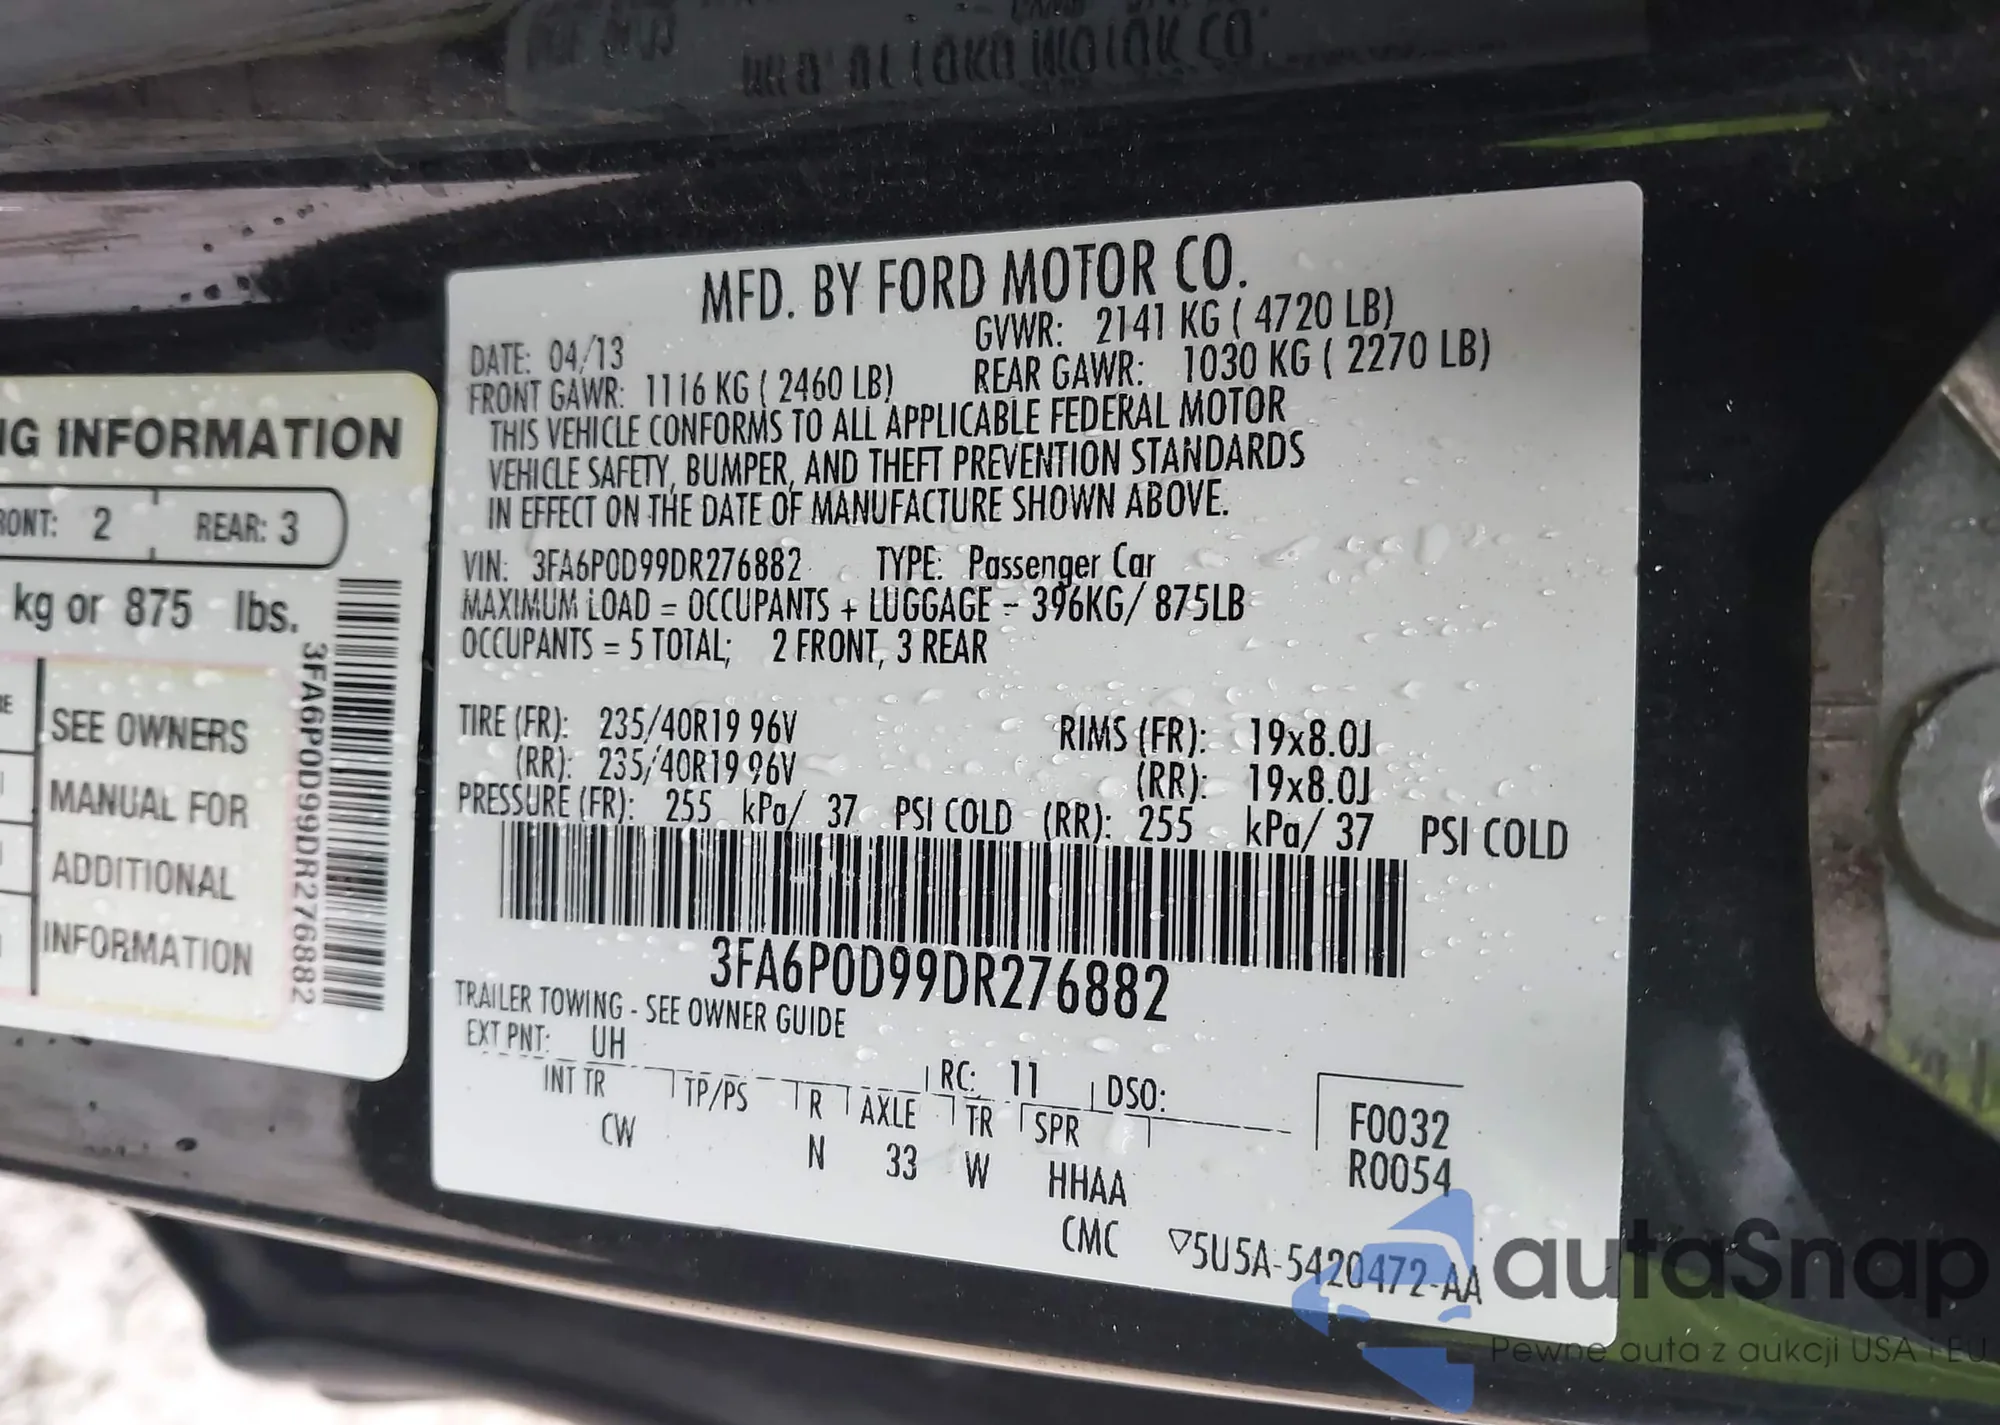 MFD. BY FORD MOTOR CO.
DATE: 04/13 GVWR: 2141 KG ( 4720 LB)
FRONT GAWR: 1116 KG ( 2460 LB) REAR GAWR: 1030 KG ( 2270 LB)
THIS VEHICLE CONFORMS TO ALL APPLICABLE FEDERAL MOTOR
VEHICLE SAFETY, BUMPER, AND THEFT PREVENTION STANDARDS
IN EFFECT ON THE DATE OF MANUFACTURE SHOWN ABOVE.
VIN: 3FA6P0D99DR276882 TYPE: Passenger Car
MAXIMUM LOAD = OCCUPANTS + LUGGAGE = 396KG/ 875LB
OCCUPANTS = 5 TOTAL; 2 FRONT, 3 REAR
TIRE (FR): 235/40R19 96V RIMS (FR): 19x8.0J
(RR): 235/40R19 96V (RR): 19x8.0J
PRESSURE (FR): 255 kPa/ 37 PSI COLD (RR): 255 kPa/ 37 PSI COLD
3FA6P0D99DR276882
TRAILER TOWING - SEE OWNER GUIDE
EXT PNT: UH RC: 11 DSO:
INT TR TP/PS R AXLE TR SPR
CW N 33 W HHAA
CMC
F0032
R0054
▽5U5A-5420472-AA
INFORMATION
2 REAR: 3
kg or 875 lbs.
SEE OWNERS
MANUAL FOR
ADDITIONAL
INFORMATION
3FA6P0D99DR276882
autaSnap
Pewne auta z aukcji USA i EU